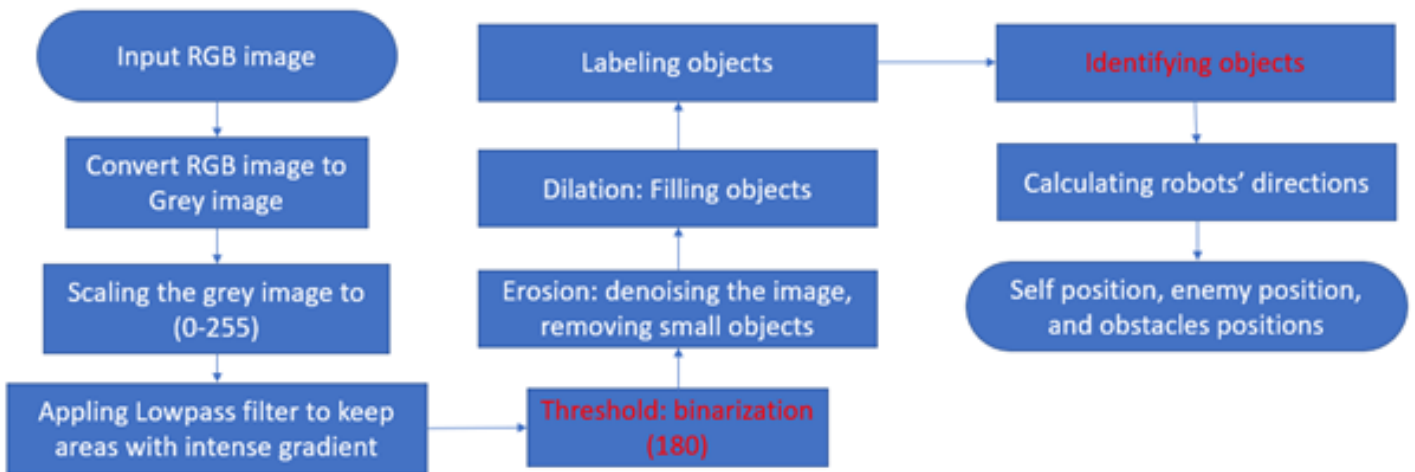 Input RGB image
Convert RGB image to
Grey image
Scaling the grey image to
(0-255)
Appling Lowpass filter to keep
areas with intense gradient
Threshold: binarization
(180)
Erosion: denoising the image,
removing small objects
Dilation: Filling objects
Labeling objects
Identifying objects
Calculating robots’ directions
Self position, enemy position,
and obstacles positions